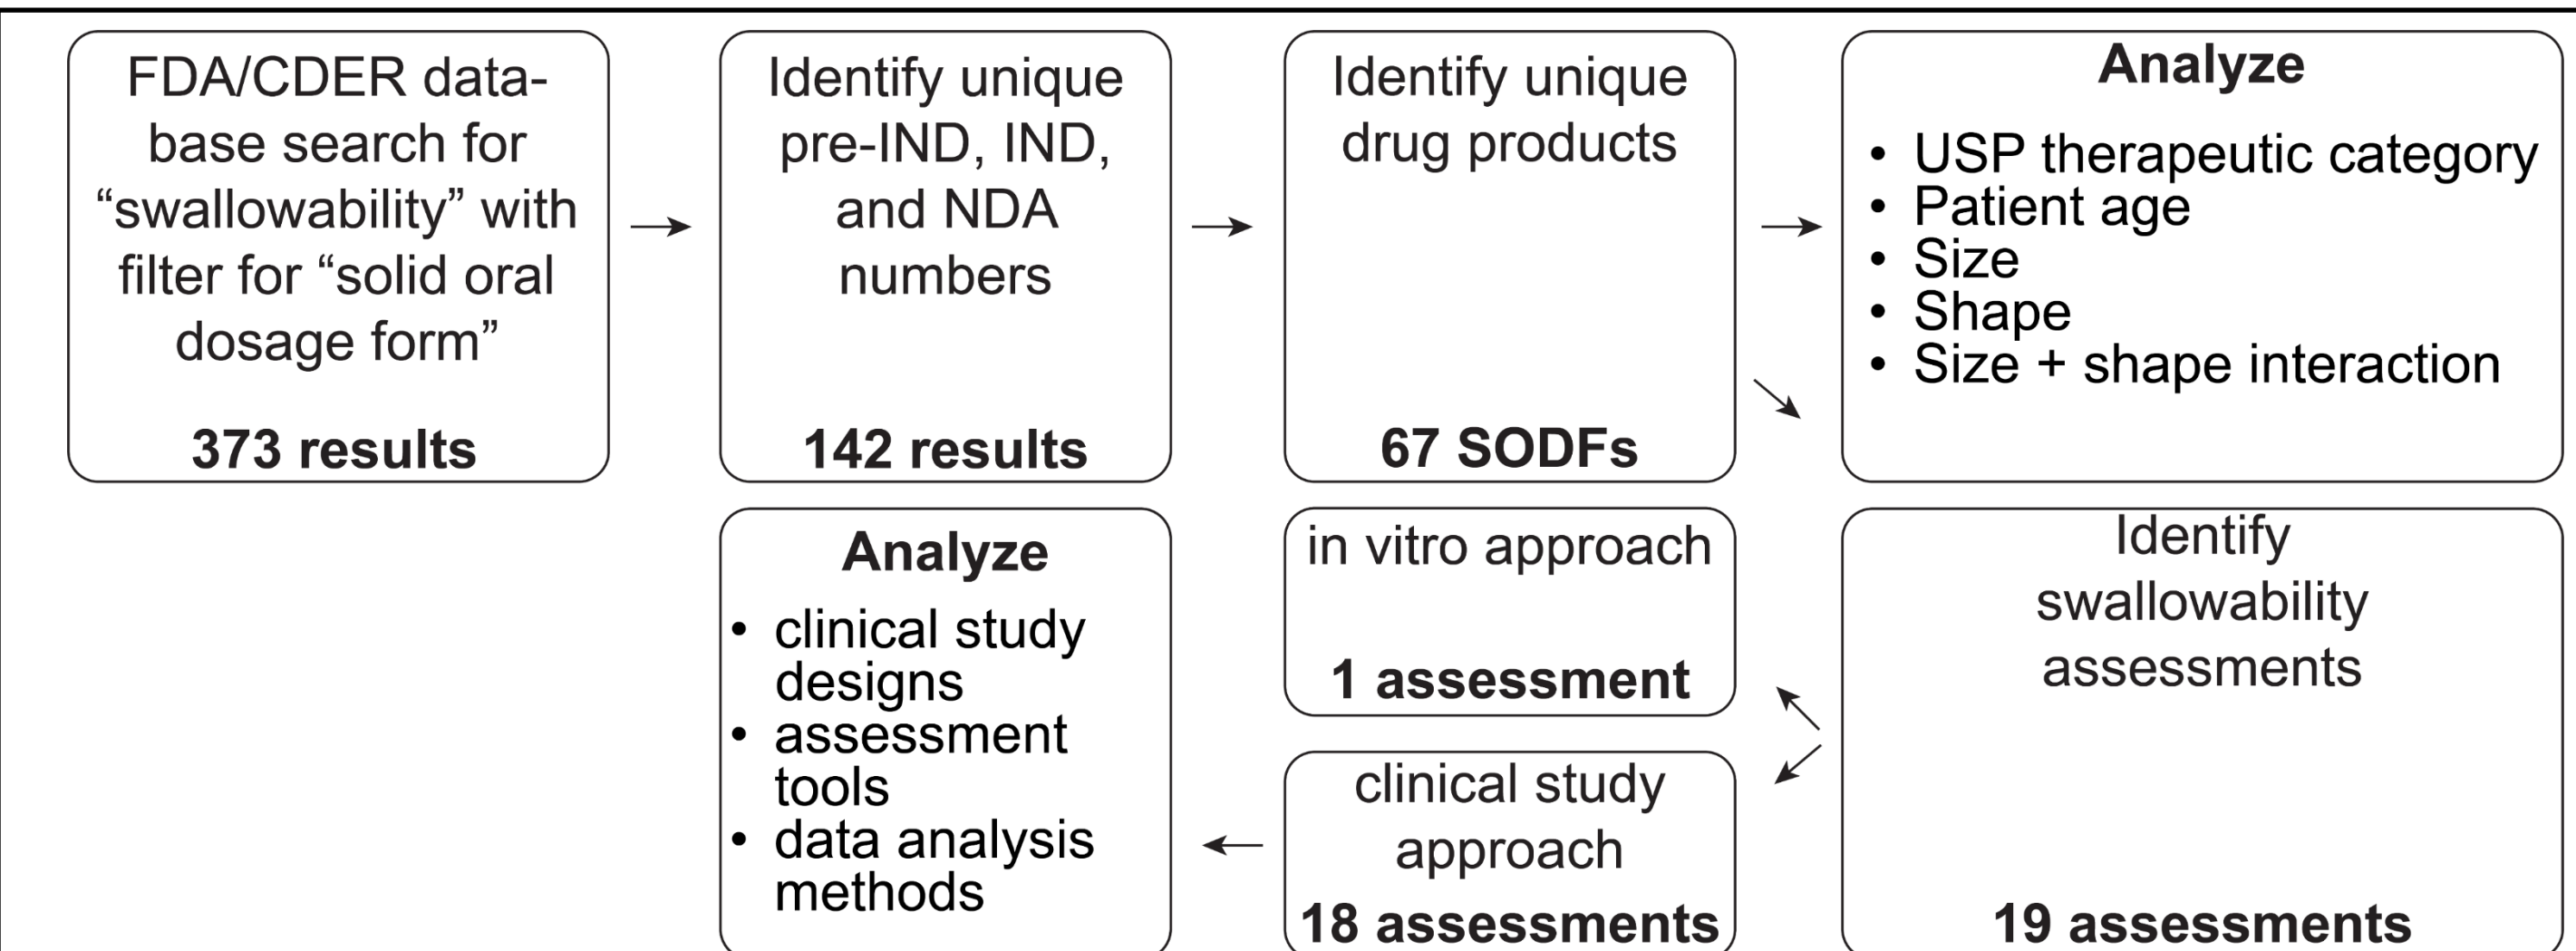 FDA/CDER data-
base search for
“swallowability” with
filter for “solid oral
dosage form”
373 results
Identify unique
pre-IND, IND,
and NDA
numbers
142 results
Identify unique
drug products
67 SODFs
Analyze
• USP therapeutic category
• Patient age
• Size
• Shape
• Size + shape interaction
Identify
swallowability
assessments
19 assessments
in vitro approach
1 assessment
clinical study
approach
18 assessments
Analyze
• clinical study
designs
• assessment
tools
• data analysis
methods